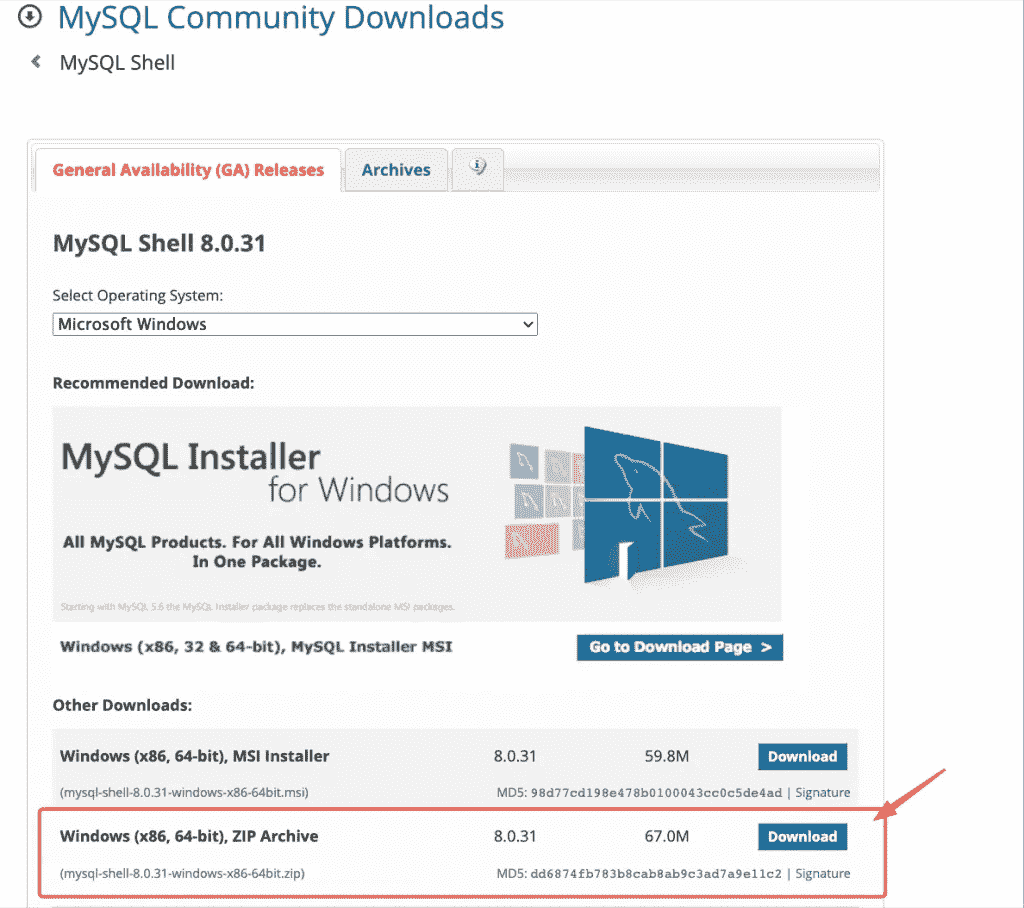 MySQL Community Downloads
MySQL Shell
General Availability (GA) Releases
Archives
MySQL Shell 8.0.31
Select Operating System:
Microsoft Windows
Recommended Download:
MySQL Installer
for Windows
All MySQL Products. For All Windows Platforms.
In One Package.
Starting with MySQL 5.6 the MySQL Installer package replaces the standalone MSI packages.
Windows (x86, 32 & 64-bit), MySQL Installer MSI
Go to Download Page >
Other Downloads:
Windows (x86, 64-bit), MSI Installer 8.0.31 59.8M Download
(mysql-shell-8.0.31-windows-x86-64bit.msi) MD5: 98d77cd198e478b0100043cc0c5de4ad | Signature
Windows (x86, 64-bit), ZIP Archive 8.0.31 67.0M Download
(mysql-shell-8.0.31-windows-x86-64bit.zip) MD5: dd6874fb783b8cab8ab9c3ad7a9e11c2 | Signature